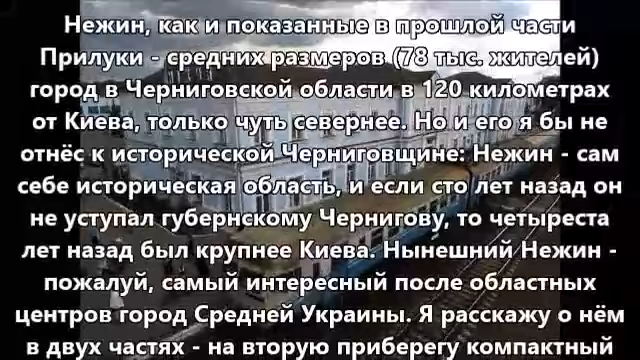 Нежин, как и показанные в прошлой части
Прилуки - средних размеров (78 тыс. жителей)
город в Черниговской области в 120 километрах
от Киева, только чуть севернее. Но и его я бы не
отнёс к исторической Черниговщине: Нежин - сам
себе историческая область, и если сто лет назад он
не уступал губернскому Чернигову, то четыреста
лет назад был крупнее Киева. Нынешний Нежин -
пожалуй, самый интересный после областных
центров город Средней Украины. Я расскажу о нём
в двух частях - на вторую приберегу компактный